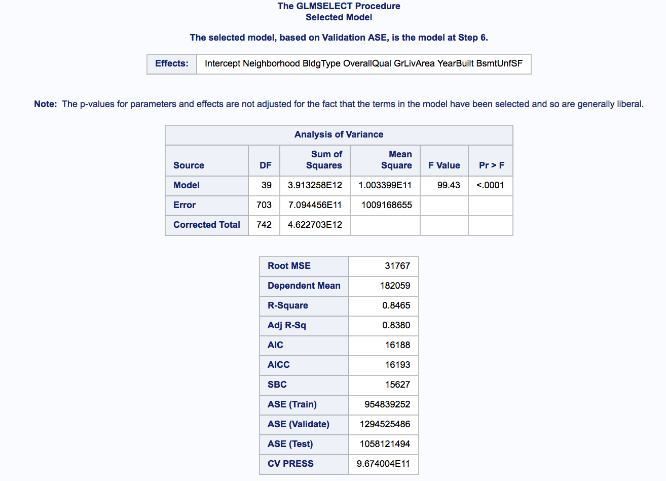 The GLMSELECT Procedure
Selected Model
The selected model, based on Validation ASE, is the model at Step 6.
Effects: Intercept Neighborhood BldgType OverallQual GrLivArea YearBuilt BsmtUnfSF
Note: The p-values for parameters and effects are not adjusted for the fact that the terms in the model have been selected and so are generally liberal.
Analysis of Variance
Source DF Sum of Squares Mean Square F Value Pr > F
Model 39 3.913258E12 1.003399E11 99.43 <.0001
Error 703 7.094456E11 1009168655
Corrected Total 742 4.622703E12
Root MSE 31767
Dependent Mean 182059
R-Square 0.8465
Adj R-Sq 0.8380
AIC 16188
AICC 16193
SBC 15627
ASE (Train) 954839252
ASE (Validate) 1294525486
ASE (Test) 1058121494
CV PRESS 9.674004E11